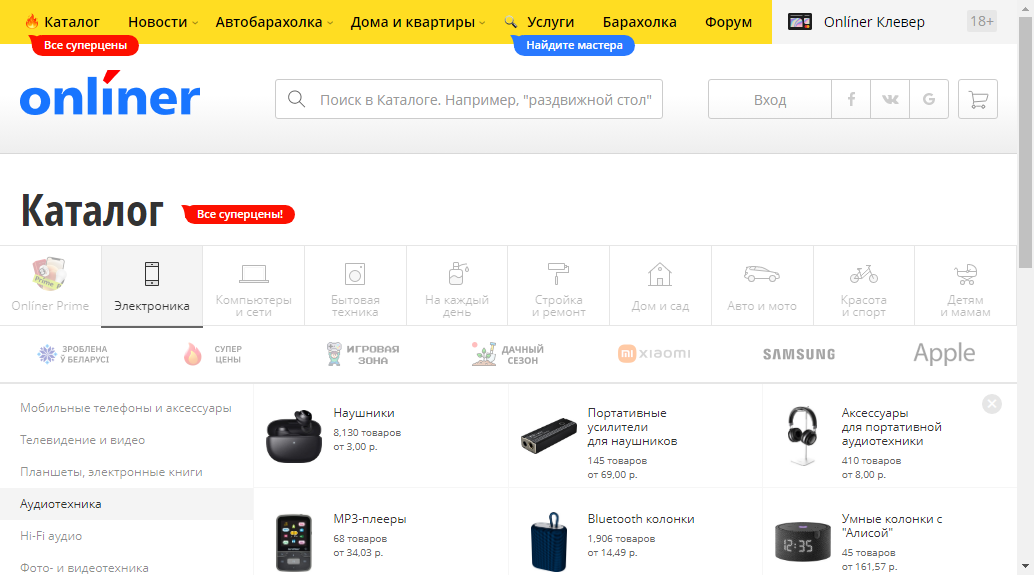 Каталог Новости Автобарахолка Дома и квартиры Услуги Барахолка Форум Onlíner Клевер 18+
Все суперцены Найдите мастера
onlíner
Поиск в Каталоге. Например, "раздвижной стол"
Вход
Каталог
Все суперцены!
Onlíner Prime
Электроника
Компьютеры
и сети
Бытовая
техника
На каждый
день
Стройка
и ремонт
Дом и сад
Авто и мото
Красота
и спорт
Детям
и мамам
ЗРОБЛЕНА
Ў БЕЛАРУСІ
СУПЕР
ЦЕНЫ
ИГРОВАЯ
ЗОНА
ДАЧНЫЙ
СЕЗОН
xiaomi
SAMSUNG
Apple
Мобильные телефоны и аксессуары
Телевидение и видео
Планшеты, электронные книги
Аудиотехника
Hi-Fi аудио
Фото- и видеотехника
Наушники
8,130 товаров
от 3,00 р.
Портативные
усилители
для наушников
145 товаров
от 69,00 р.
Аксессуары
для портативной
аудиотехники
410 товаров
от 8,00 р.
MP3-плееры
68 товаров
от 34,03 р.
Bluetooth колонки
1,906 товаров
от 14,49 р.
Умные колонки с
"Алисой"
45 товаров
от 161,57 р.